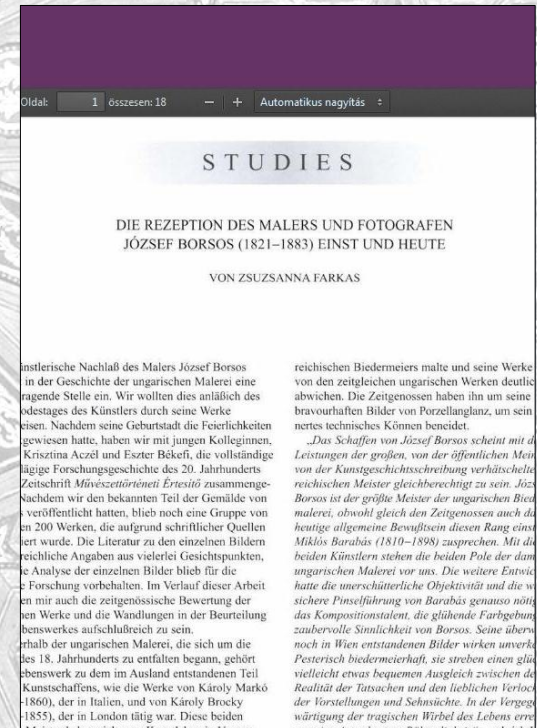 Oldal: 1 összesen: 18 − + Automatikus nagyítás
STUDIES
DIE REZEPTION DES MALERS UND FOTOGRAFEN
JÓZSEF BORSOS (1821–1883) EINST UND HEUTE
VON ZSUZSANNA FARKAS
Nachlaß des Malers József Borsos
in der Geschichte der ungarischen Malerei eine
ragende Stelle ein. Wir wollten dies anläßich des
odestages des Künstlers durch seine Werke
eisen. Nachdem seine Geburtstadt die Feierlichkeiten
gewiesen hatte, haben wir mit jungen Kolleginnen,
Krisztina Aczél und Eszter Békefi, die vollständige
lägige Forschungsgeschichte des 20. Jahrhunderts
Zeitschrift Művészettörténeti Értesítő zusammenge-
Nachdem wir den bekannten Teil der Gemälde von
veröffentlicht hatten, blieb noch eine Gruppe von
en 200 Werken, die aufgrund schriftlicher Quellen
iert wurde. Die Literatur zu den einzelnen Bildern
reichliche Angaben aus vielerlei Gesichtspunkten,
ie Analyse der einzelnen Bilder blieb für die
e Forschung vorbehalten. Im Verlauf dieser Arbeit
en mir auch die zeitgenössische Bewertung der
nen Werke und die Wandlungen in der Beurteilung
benswerkes aufschlußreich zu sein.
rhalb der ungarischen Malerei, die sich um die
des 18. Jahrhunderts zu entfalten begann, gehört
ebenswerk zu dem im Ausland entstandenen Teil
Kunstschaffens, wie die Werke von Károly Markó
-1860), der in Italien, und von Károly Brocky
-1855), der in London tätig war. Diese beiden
reichischen Biedermeiers malte und seine Werke
von den zeitgleichen ungarischen Werken deutlic
abwichen. Die Zeitgenossen haben ihn um seine
bravourhaften Bilder von Porzellanglanz, um sein
nertes technisches Können beneidet.
„Das Schaffen von József Borsos scheint mit d
Leistungen der großen, von der öffentlichen Mein
von der Kunstgeschichtsschreibung verhätschelte
reichischen Meister gleichberechtigt zu sein. Józs
Borsos ist der größte Meister der ungarischen Bied
malerei, obwohl gleich den Zeitgenossen auch da
heutige allgemeine Bewußtsein diesen Rang einst
Miklós Barabás (1810–1898) zusprechen. Mit di
beiden Künstlern stehen die beiden Pole der dam
ungarischen Malerei vor uns. Die weitere Entwic
hatte die unerschütterliche Objektivität und die w
sichere Pinselführung von Barabás genauso nötig
das Kompositionstalent, die glühende Farbgebun
zaubervolle Sinnlichkeit von Borsos. Seine überw
noch in Wien entstandenen Bilder wirken unverke
Pesterisch biedermeierhaft, sie streben einen glü
vielleicht etwas bequemen Ausgleich zwischen de
Realität der Tatsachen und den lieblichen Verlock
der Vorstellungen und Sehnsüchte. In der Vergege
wärtigung der tragischen Wirbel des Lebens erre